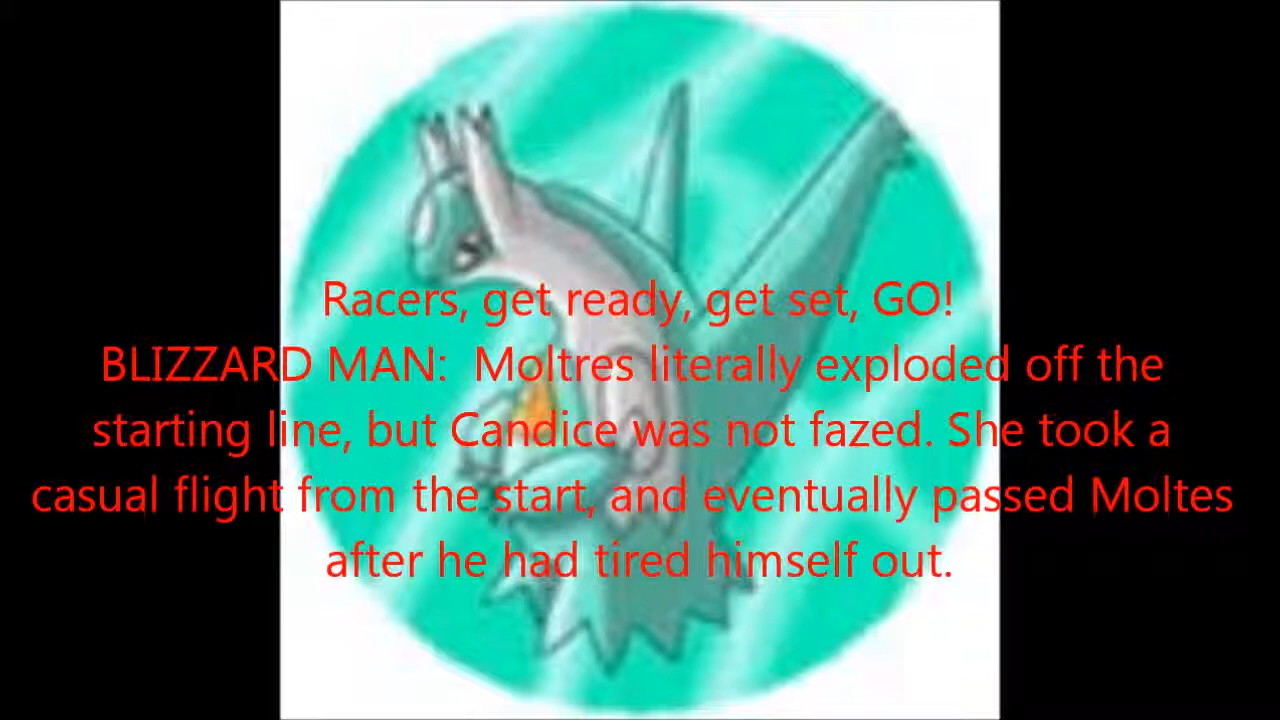 Racers, get ready, get set, GO!
BLIZZARD MAN:  Moltres literally exploded off the
starting line, but Candice was not fazed. She took a
casual flight from the start, and eventually passed Moltes
after he had tired himself out.